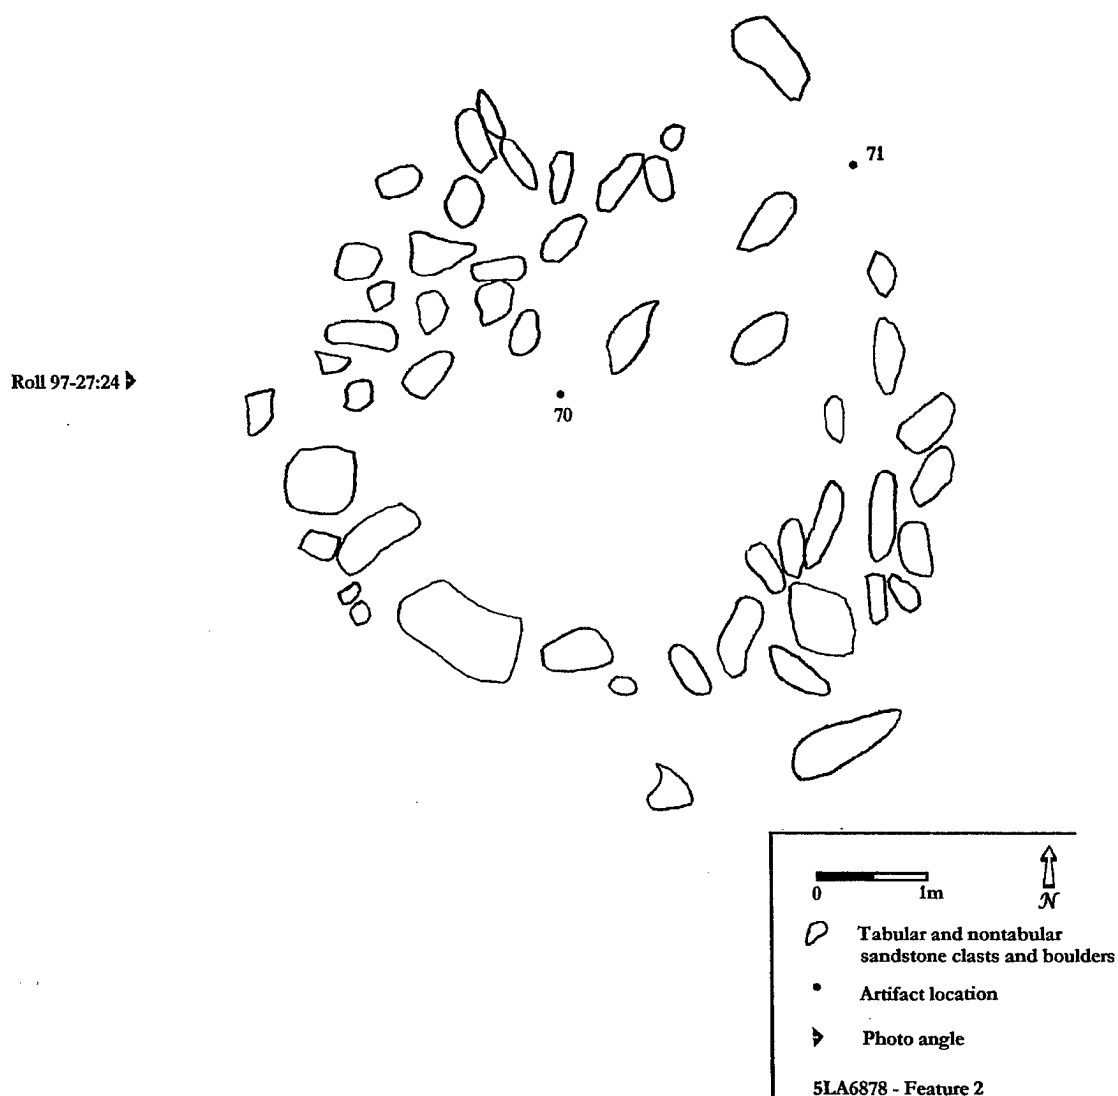 71
Roll 97-27:24
70
0 1m
N
Tabular and nontabular
sandstone clasts and boulders
Artifact location
Photo angle
5LA6878 - Feature 2